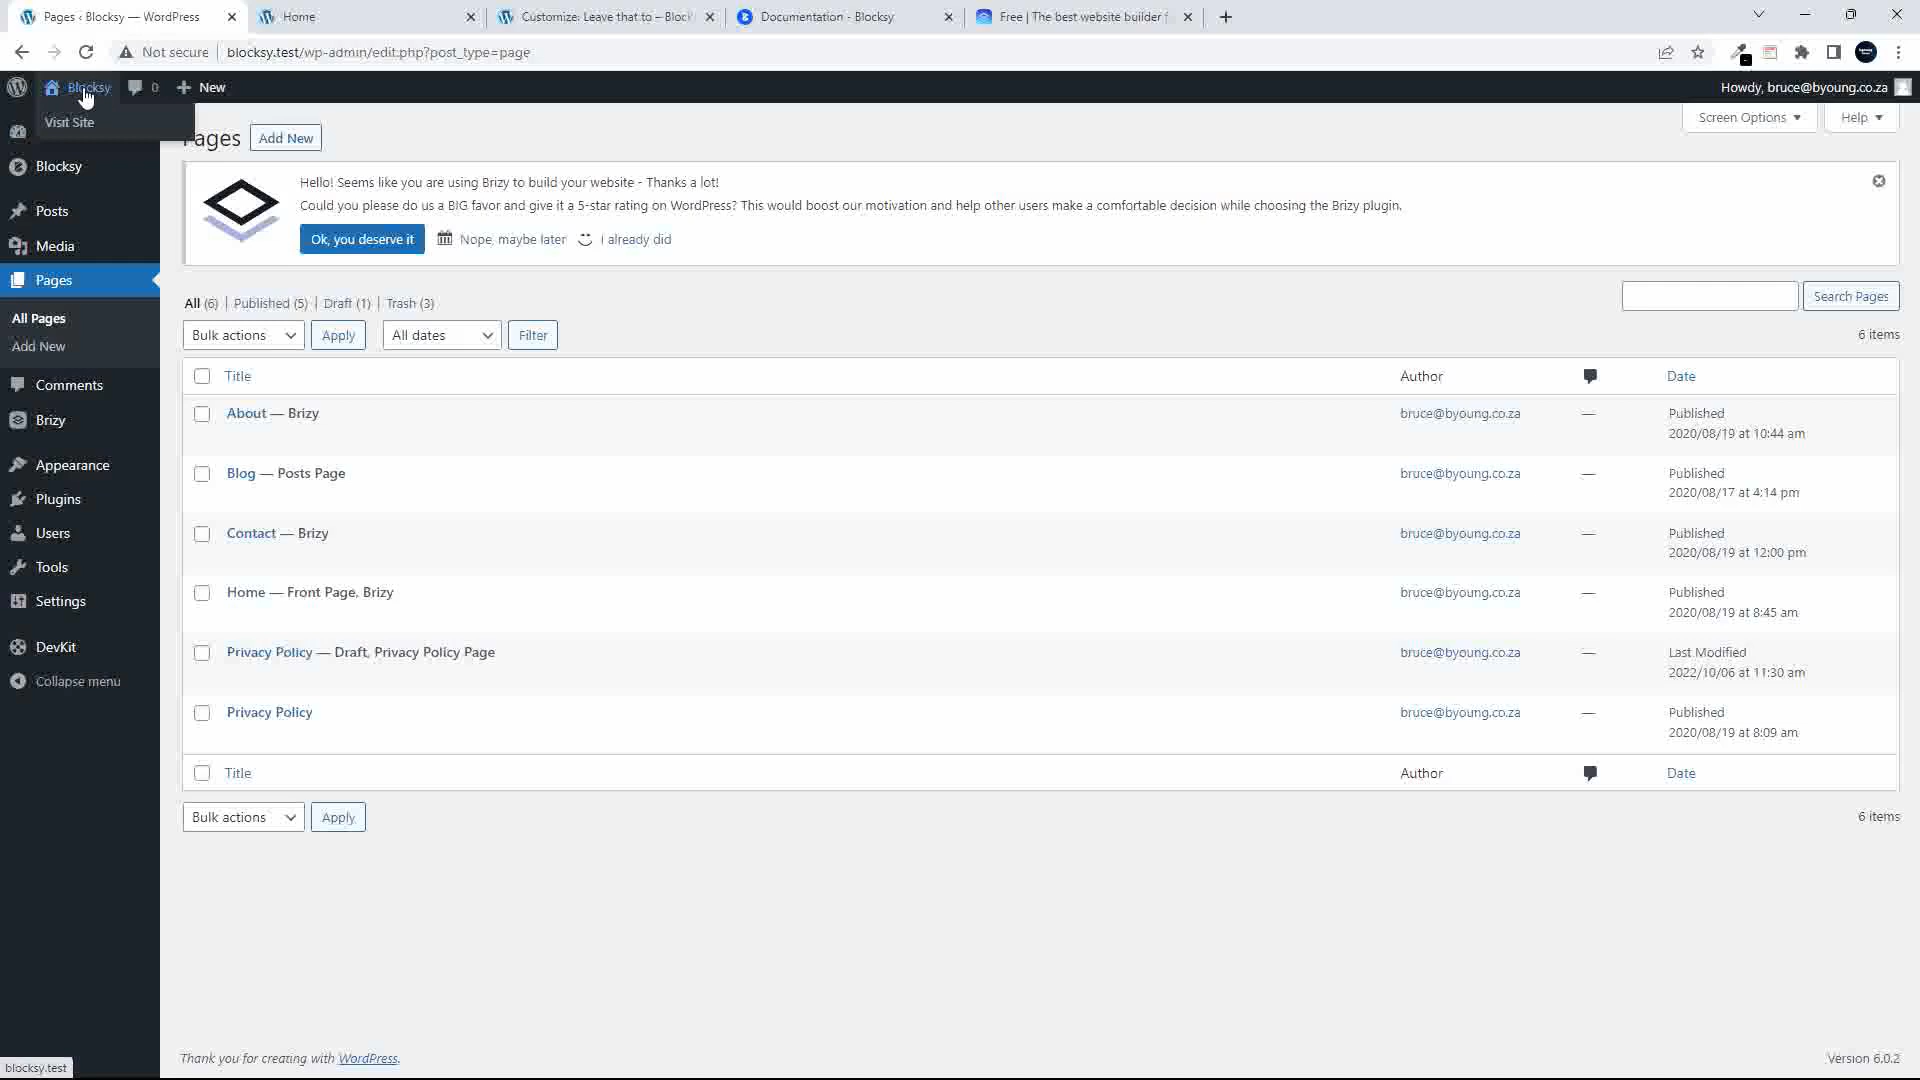 Pages ‹ Blocksy — WordPress
Home
Customize: Leave that to – Block
Documentation - Blocksy
Free | The best website builder f
Not secure
blocksy.test/wp-admin/edit.php?post_type=page
Blocksy
0
New
Howdy, bruce@byoung.co.za
Visit Site
Screen Options
Help
Pages
Add New
Blocksy
Posts
Media
Pages
All Pages
Add New
Comments
Brizy
Appearance
Plugins
Users
Tools
Settings
DevKit
Collapse menu
Hello! Seems like you are using Brizy to build your website - Thanks a lot!
Could you please do us a BIG favor and give it a 5-star rating on WordPress? This would boost our motivation and help other users make a comfortable decision while choosing the Brizy plugin.
Ok, you deserve it
Nope, maybe later
I already did
All (6) | Published (5) | Draft (1) | Trash (3)
Search Pages
Bulk actions
Apply
All dates
Filter
6 items
Title
Author
Date
About — Brizy
bruce@byoung.co.za
—
Published
2020/08/19 at 10:44 am
Blog — Posts Page
bruce@byoung.co.za
—
Published
2020/08/17 at 4:14 pm
Contact — Brizy
bruce@byoung.co.za
—
Published
2020/08/19 at 12:00 pm
Home — Front Page, Brizy
bruce@byoung.co.za
—
Published
2020/08/19 at 8:45 am
Privacy Policy — Draft, Privacy Policy Page
bruce@byoung.co.za
—
Last Modified
2022/10/06 at 11:30 am
Privacy Policy
bruce@byoung.co.za
—
Published
2020/08/19 at 8:09 am
Title
Author
Date
Bulk actions
Apply
6 items
Thank you for creating with WordPress.
Version 6.0.2
blocksy.test